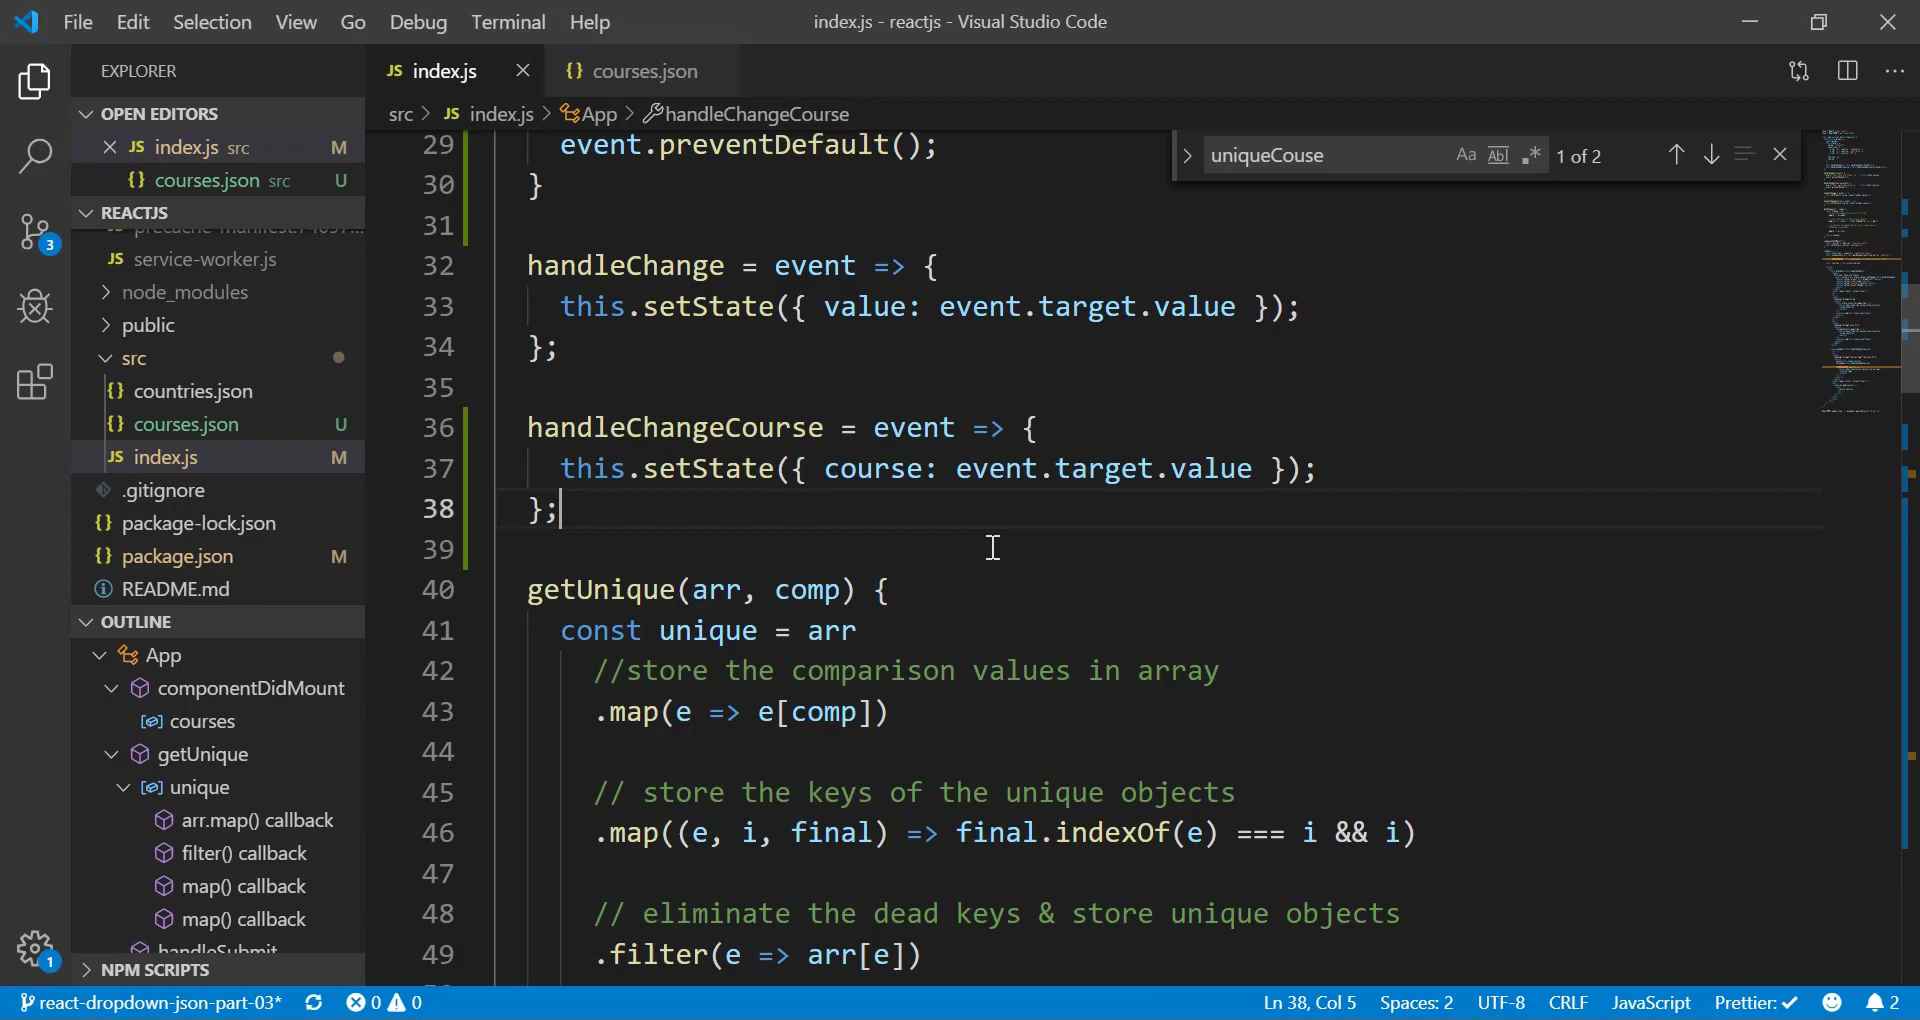 File Edit Selection View Go Debug Terminal Help
index.js - reactjs - Visual Studio Code
EXPLORER
OPEN EDITORS
JS index.js src M
{} courses.json src U
REACTJS
JS service-worker.js
node_modules
public
src
{} countries.json
{} courses.json U
JS index.js M
.gitignore
{} package-lock.json
{} package.json M
README.md
OUTLINE
App
componentDidMount
courses
getUnique
unique
arr.map() callback
filter() callback
map() callback
map() callback
handleSubmit
NPM SCRIPTS
3
1
JS index.js
{} courses.json
src > JS index.js > App > handleChangeCourse
uniqueCouse Aa Abl .* 1 of 2
29 event.preventDefault();
30 }
31
32 handleChange = event => {
33 this.setState({ value: event.target.value });
34 };
35
36 handleChangeCourse = event => {
37 this.setState({ course: event.target.value });
38 };
39
40 getUnique(arr, comp) {
41 const unique = arr
42 //store the comparison values in array
43 .map(e => e[comp])
44
45 // store the keys of the unique objects
46 .map((e, i, final) => final.indexOf(e) === i && i)
47
48 // eliminate the dead keys & store unique objects
49 .filter(e => arr[e])
react-dropdown-json-part-03* 0 0 Ln 38, Col 5 Spaces: 2 UTF-8 CRLF JavaScript Prettier: ✓ 2